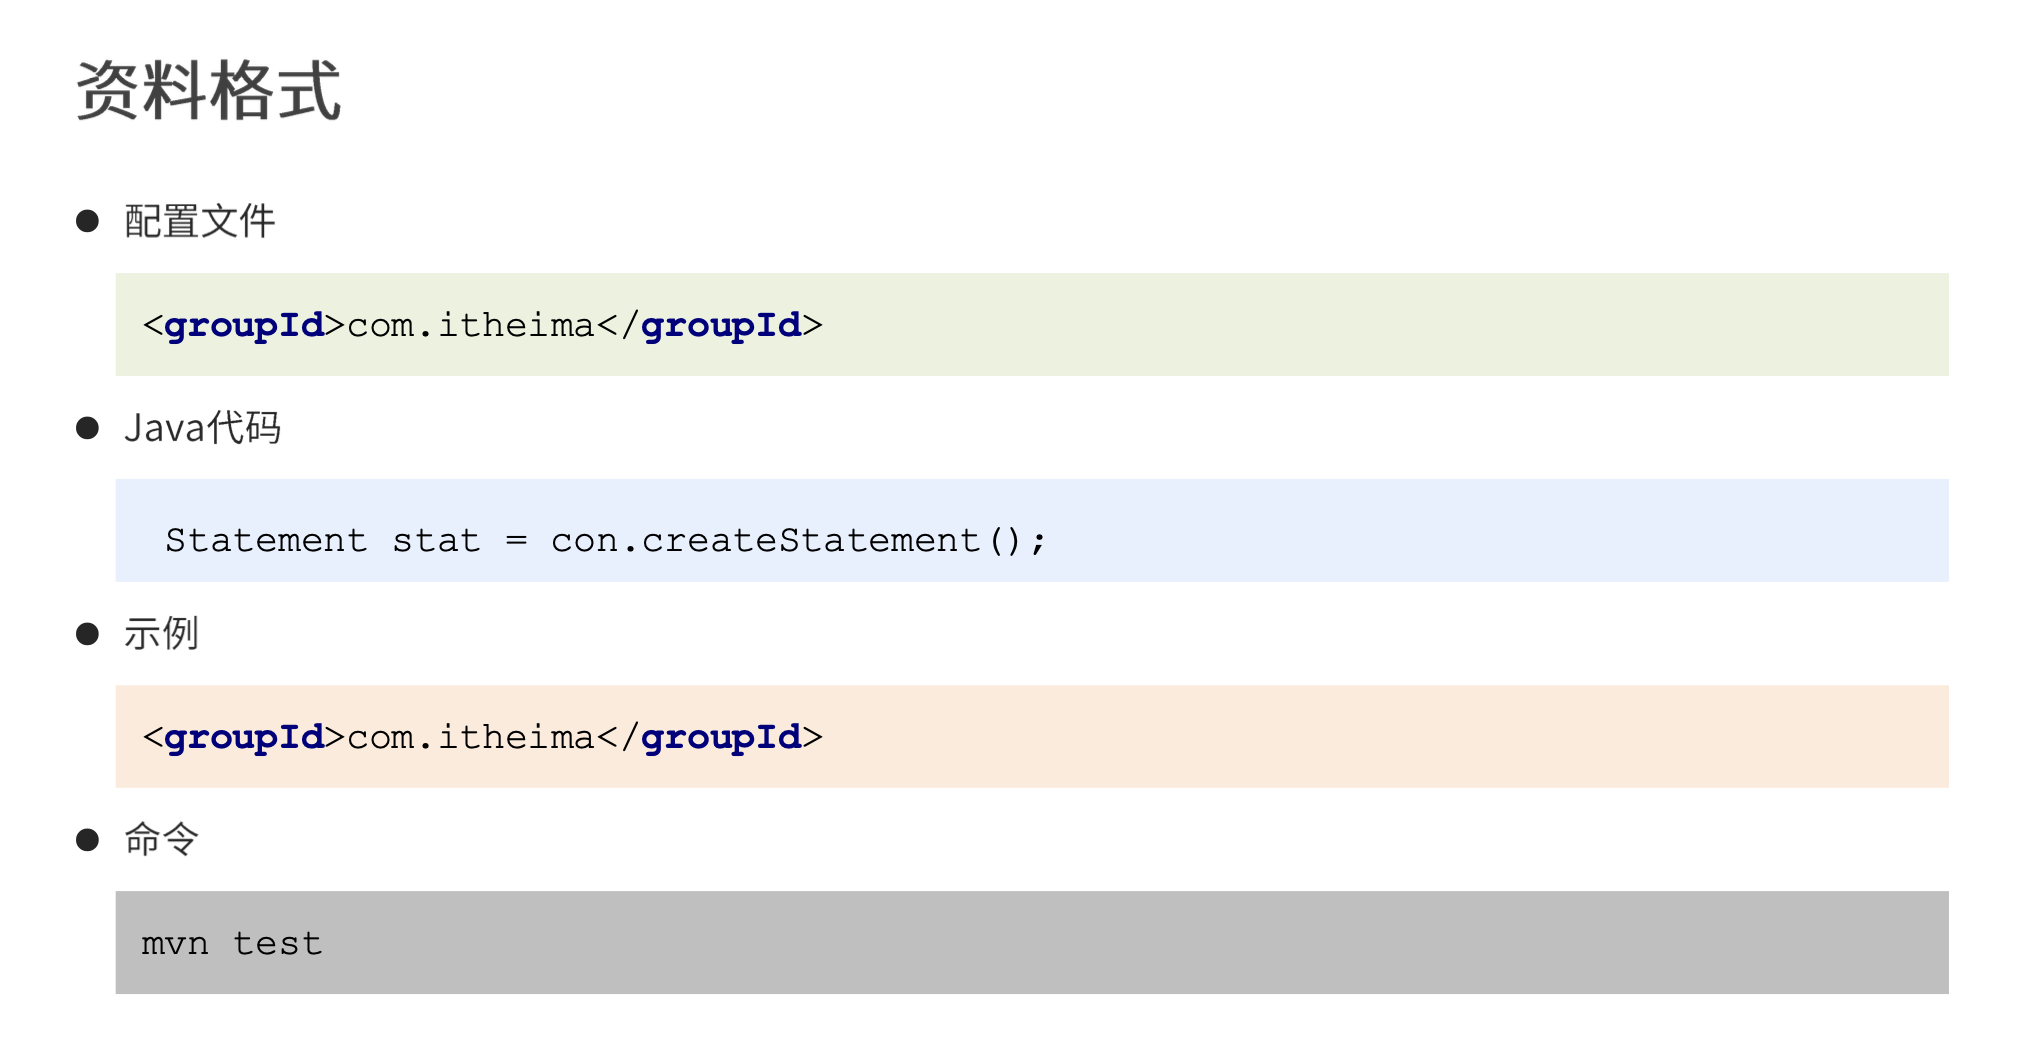 资料格式
配置文件
<groupId>com.itheima</groupId>
Java代码
Statement stat = con.createStatement();
示例
<groupId>com.itheima</groupId>
命令
mvn test